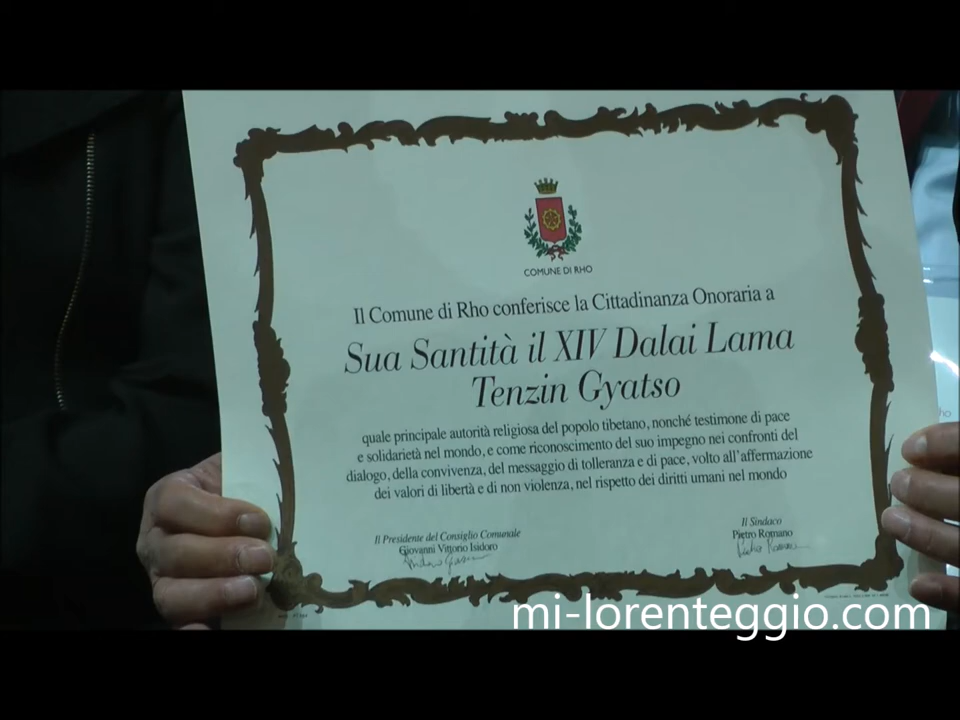 COMUNE DI RHO
Il Comune di Rho conferisce la Cittadinanza Onoraria a
Sua Santità il XIV Dalai Lama
Tenzin Gyatso
quale principale autorità religiosa del popolo tibetano, nonché testimone di pace
e solidarietà nel mondo, e come riconoscimento del suo impegno nei confronti del
dialogo, della convivenza, del messaggio di tolleranza e di pace, volto all'affermazione
dei valori di libertà e di non violenza, nel rispetto dei diritti umani nel mondo
Il Presidente del Consiglio Comunale
Giovanni Vittorio Isidoro
Il Sindaco
Pietro Romano
Pietro Romano
mi-lorenteggio.com